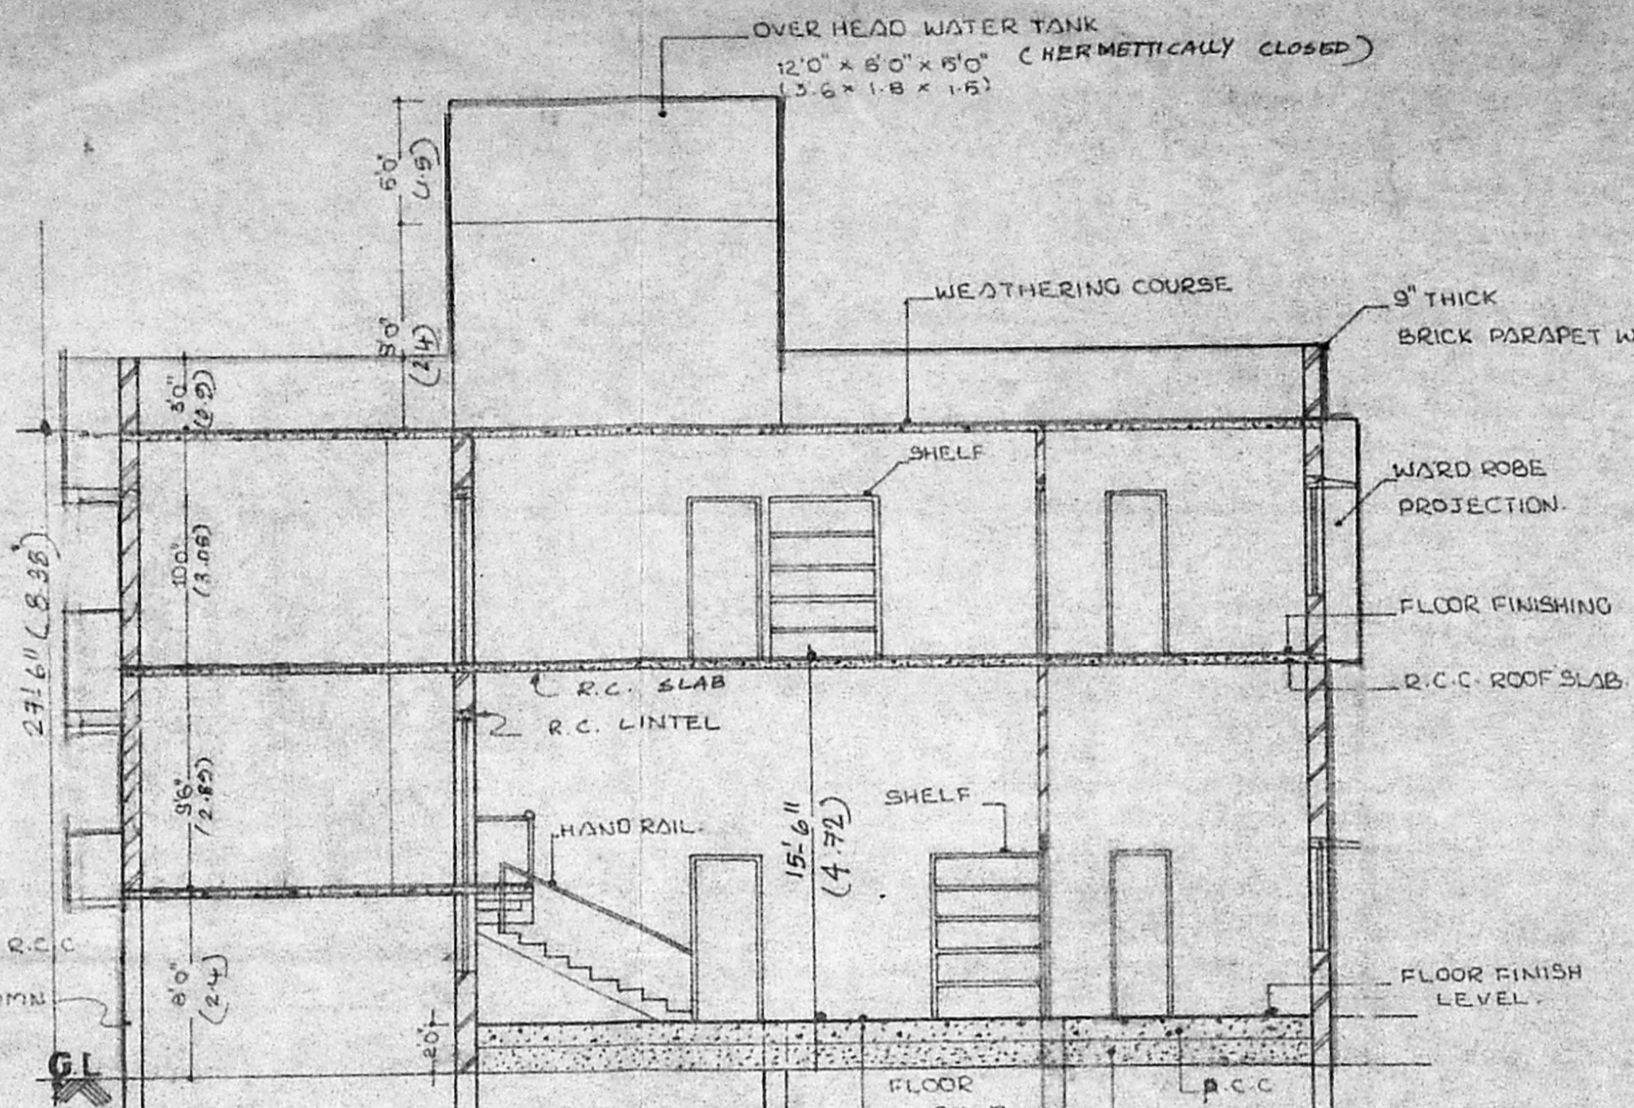 OVER HEAD WATER TANK
(HERMETTICALLY CLOSED)
12'0" x 6'0" x 5'0"
(3.6 x 1.8 x 1.5)
5'0"
(1.5)
WEATHERING COURSE
9" THICK
BRICK PARAPET W
8'0"
(2.4)
3'0"
(0.9)
SHELF
WARD ROBE
PROJECTION.
27'6" (8.38)
10'0"
(3.05)
FLOOR FINISHING
R.C. SLAB
R.C.C. ROOF SLAB.
R.C. LINTEL
9'6"
(2.89)
SHELF
HAND RAIL.
15'-6"
(4.72)
R.C.C
8'0"
(2.4)
FLOOR FINISH
LEVEL.
OMN
2'0"
G.L
FLOOR
P.C.C